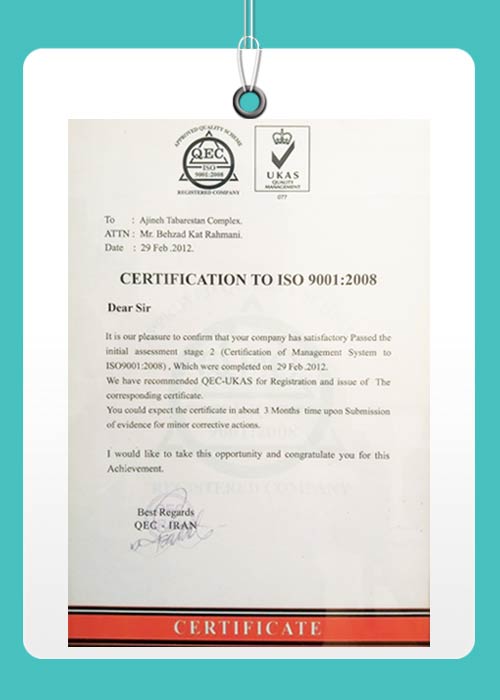 APPROVED QUALITY SCHEME
QEC
ISO
9001:2008
REGISTERED COMPANY
UKAS
QUALITY
MANAGEMENT
077
To : Ajineh Tabarestan Complex.
ATTN : Mr. Behzad Kat Rahmani.
Date : 29 Feb .2012.
CERTIFICATION TO ISO 9001:2008
Dear Sir
It is our pleasure to confirm that your company has satisfactory Passed the
initial assessment stage 2 (Certification of Management System to
ISO9001:2008) , Which were completed on 29 Feb .2012.
We have recommended QEC-UKAS for Registration and issue of The
corresponding certificate.
You could expect the certificate in about 3 Months time upon Submission
of evidence for minor corrective actions.
I would like to take this opportunity and congratulate you for this
Achievement.
REGISTERED COMPANY
Best Regards
QEC - IRAN
CERTIFICATE